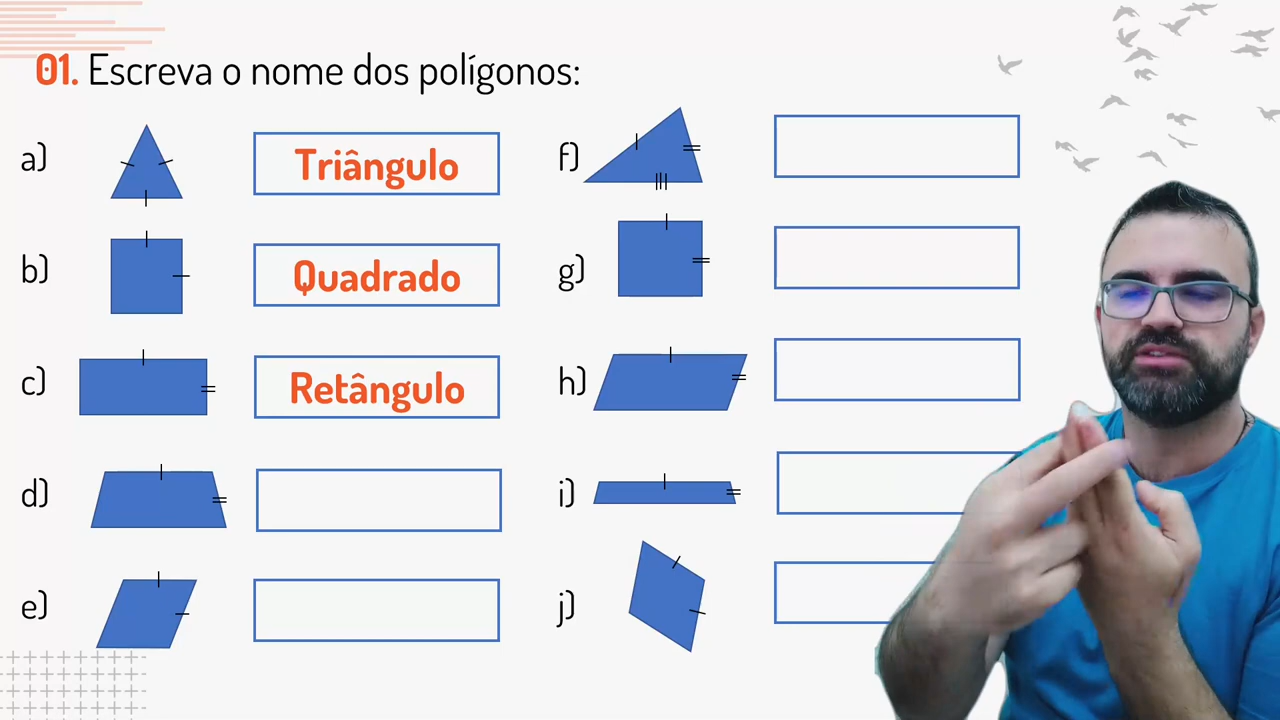 01. Escreva o nome dos polígonos:
a) Triângulo
b) Quadrado
c) Retângulo
d)
e)
f)
g)
h)
i)
j)